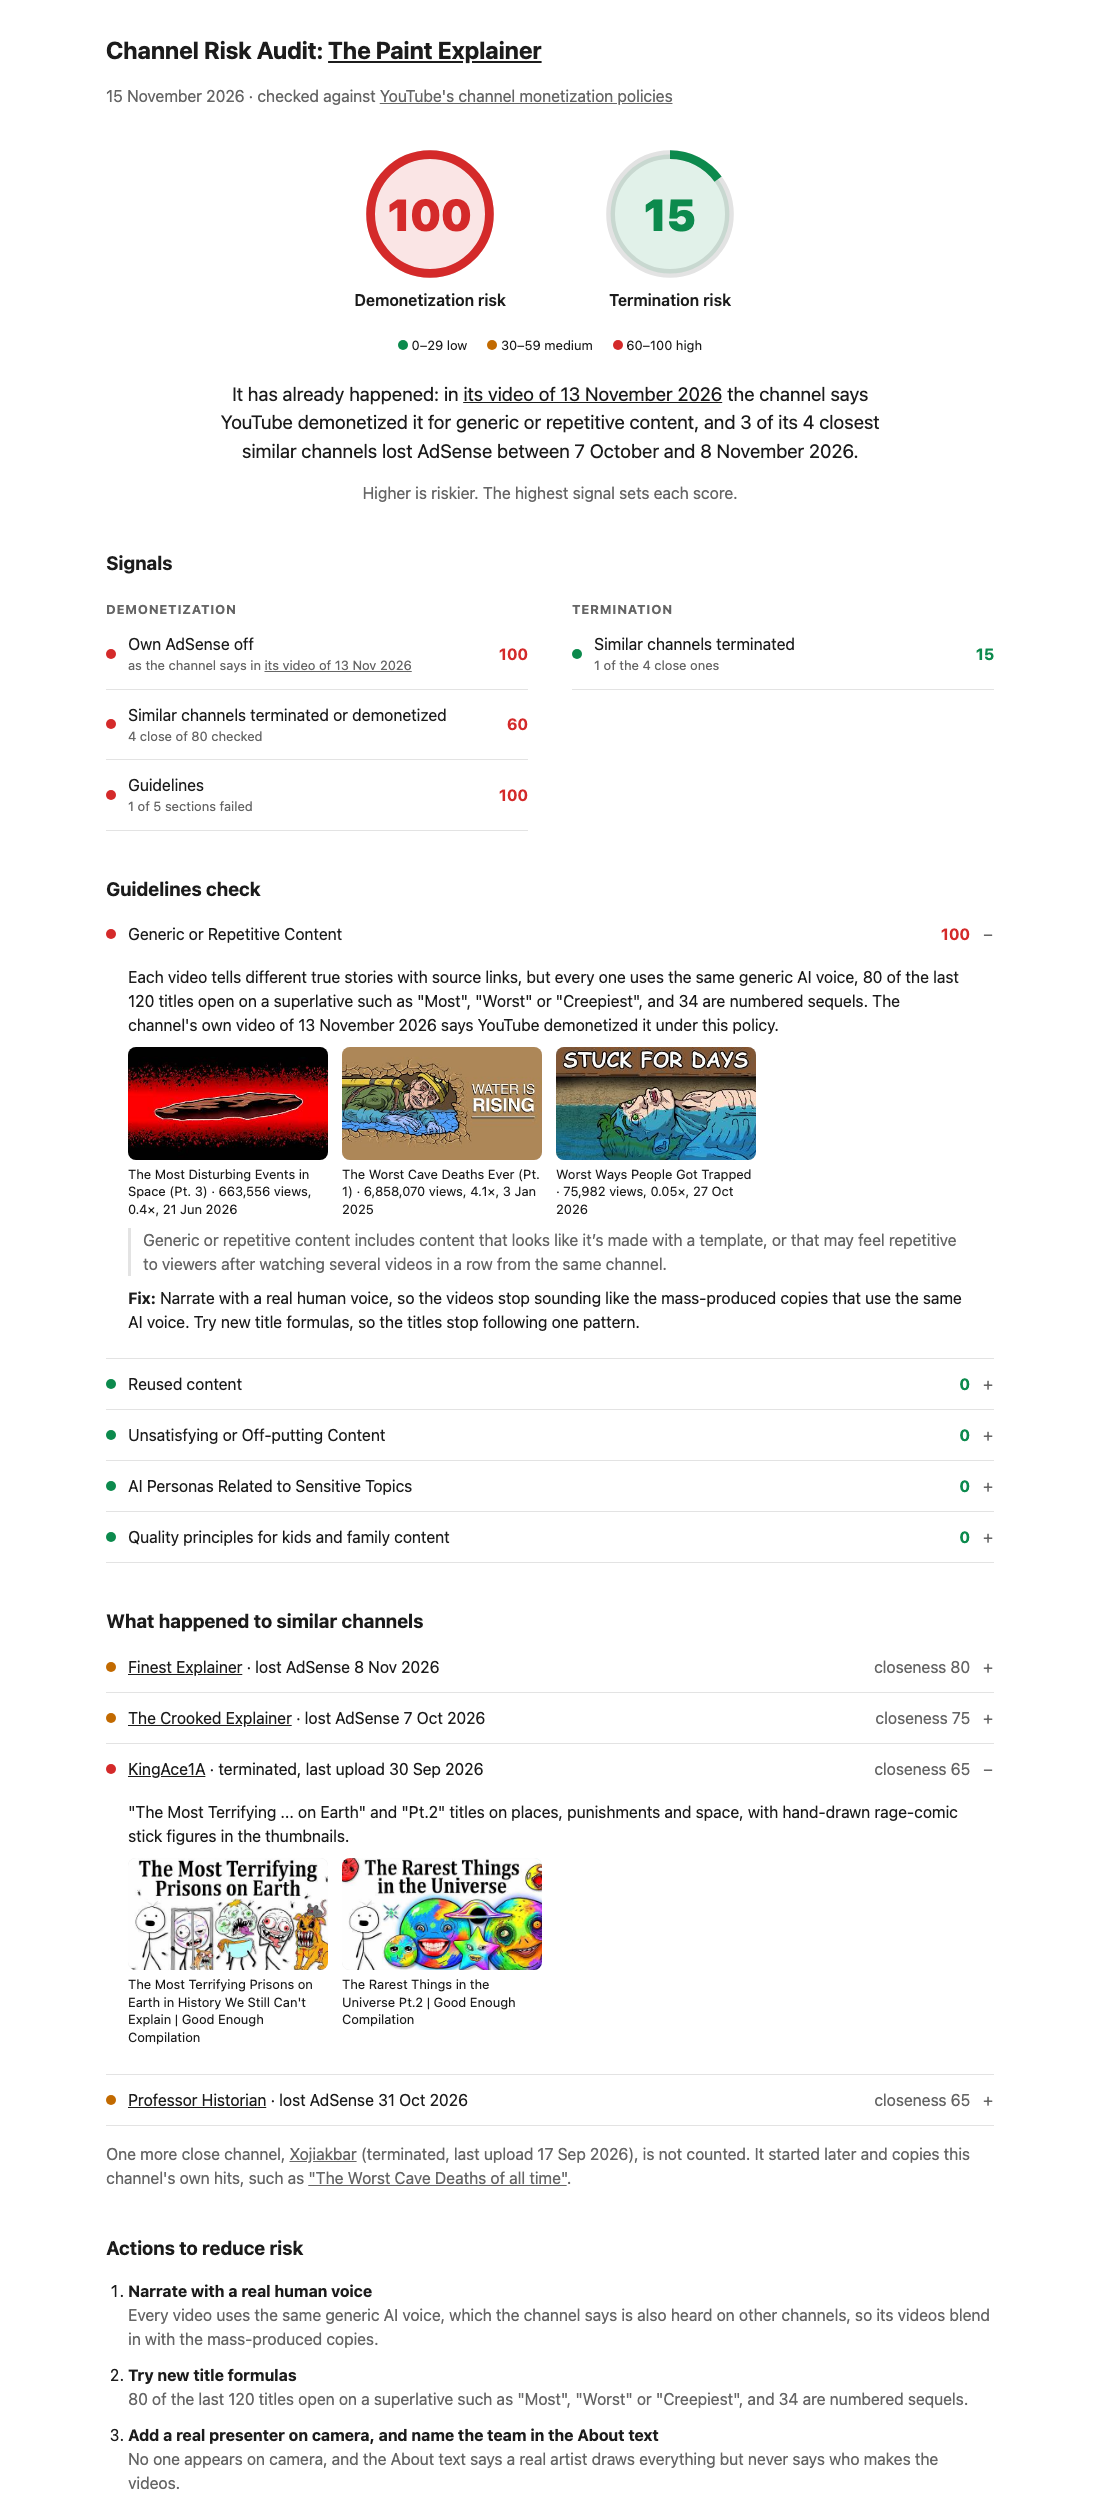 Channel Risk Audit: The Paint Explainer
15 November 2026 · checked against YouTube's channel monetization policies
100
15
Demonetization risk
Termination risk
0–29 low
30–59 medium
60–100 high
It has already happened: in its video of 13 November 2026 the channel says
YouTube demonetized it for generic or repetitive content, and 3 of its 4 closest
similar channels lost AdSense between 7 October and 8 November 2026.
Higher is riskier. The highest signal sets each score.
Signals
DEMONETIZATION
Own AdSense off
as the channel says in its video of 13 Nov 2026
100
Similar channels terminated or demonetized
4 close of 80 checked
60
Guidelines
1 of 5 sections failed
100
TERMINATION
Similar channels terminated
1 of the 4 close ones
15
Guidelines check
Generic or Repetitive Content 100 −
Each video tells different true stories with source links, but every one uses the same generic AI voice, 80 of the last
120 titles open on a superlative such as "Most", "Worst" or "Creepiest", and 34 are numbered sequels. The
channel's own video of 13 November 2026 says YouTube demonetized it under this policy.
WATER IS
RISING
STUCK FOR DAYS
The Most Disturbing Events in
Space (Pt. 3) · 663,556 views,
0.4×, 21 Jun 2026
The Worst Cave Deaths Ever (Pt.
1) · 6,858,070 views, 4.1×, 3 Jan
2025
Worst Ways People Got Trapped
· 75,982 views, 0.05×, 27 Oct
2026
Generic or repetitive content includes content that looks like it’s made with a template, or that may feel repetitive
to viewers after watching several videos in a row from the same channel.
Fix: Narrate with a real human voice, so the videos stop sounding like the mass-produced copies that use the same
AI voice. Try new title formulas, so the titles stop following one pattern.
Reused content 0 +
Unsatisfying or Off-putting Content 0 +
AI Personas Related to Sensitive Topics 0 +
Quality principles for kids and family content 0 +
What happened to similar channels
Finest Explainer · lost AdSense 8 Nov 2026 closeness 80 +
The Crooked Explainer · lost AdSense 7 Oct 2026 closeness 75 +
KingAce1A · terminated, last upload 30 Sep 2026 closeness 65 −
"The Most Terrifying ... on Earth" and "Pt.2" titles on places, punishments and space, with hand-drawn rage-comic
stick figures in the thumbnails.
The Most Terrifying
Prisons on Earth
The Rarest Things
in the Universe
The Most Terrifying Prisons on
Earth in History We Still Can't
Explain | Good Enough
Compilation
The Rarest Things in the
Universe Pt.2 | Good Enough
Compilation
Professor Historian · lost AdSense 31 Oct 2026 closeness 65 +
One more close channel, Xojiakbar (terminated, last upload 17 Sep 2026), is not counted. It started later and copies this
channel's own hits, such as "The Worst Cave Deaths of all time".
Actions to reduce risk
1. Narrate with a real human voice
Every video uses the same generic AI voice, which the channel says is also heard on other channels, so its videos blend
in with the mass-produced copies.
2. Try new title formulas
80 of the last 120 titles open on a superlative such as "Most", "Worst" or "Creepiest", and 34 are numbered sequels.
3. Add a real presenter on camera, and name the team in the About text
No one appears on camera, and the About text says a real artist draws everything but never says who makes the
videos.